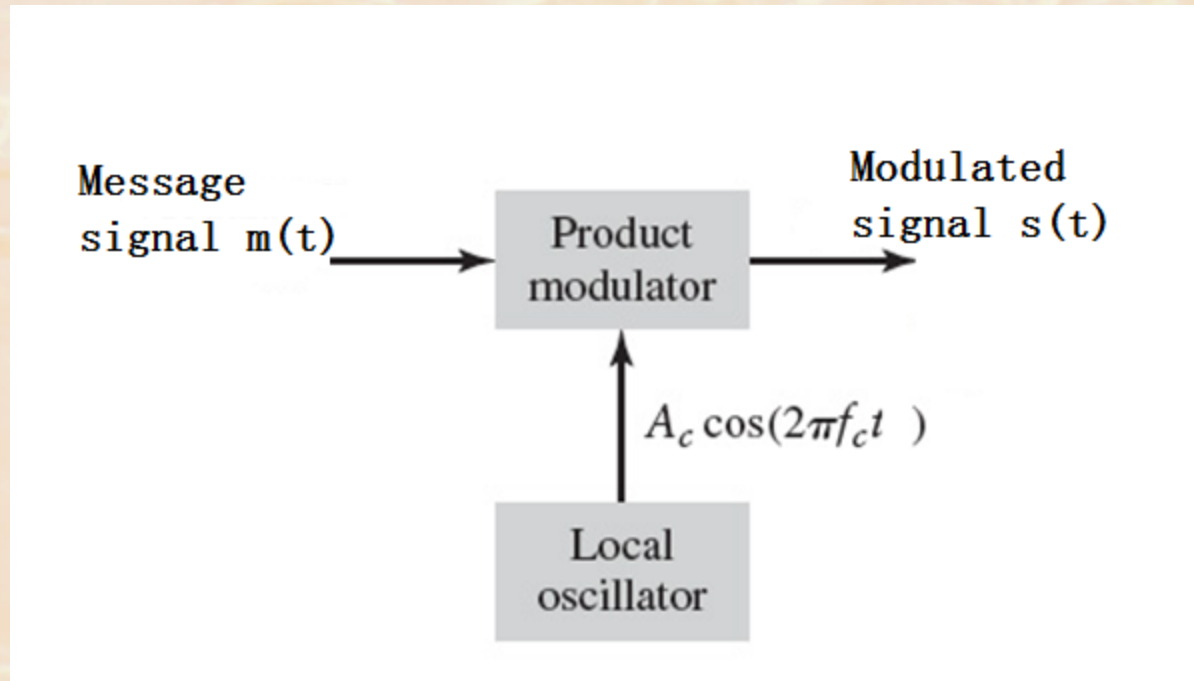 Message
signal m(t)
Modulated
signal s(t)
Product
modulator
A_c cos(2πf_ct )
Local
oscillator